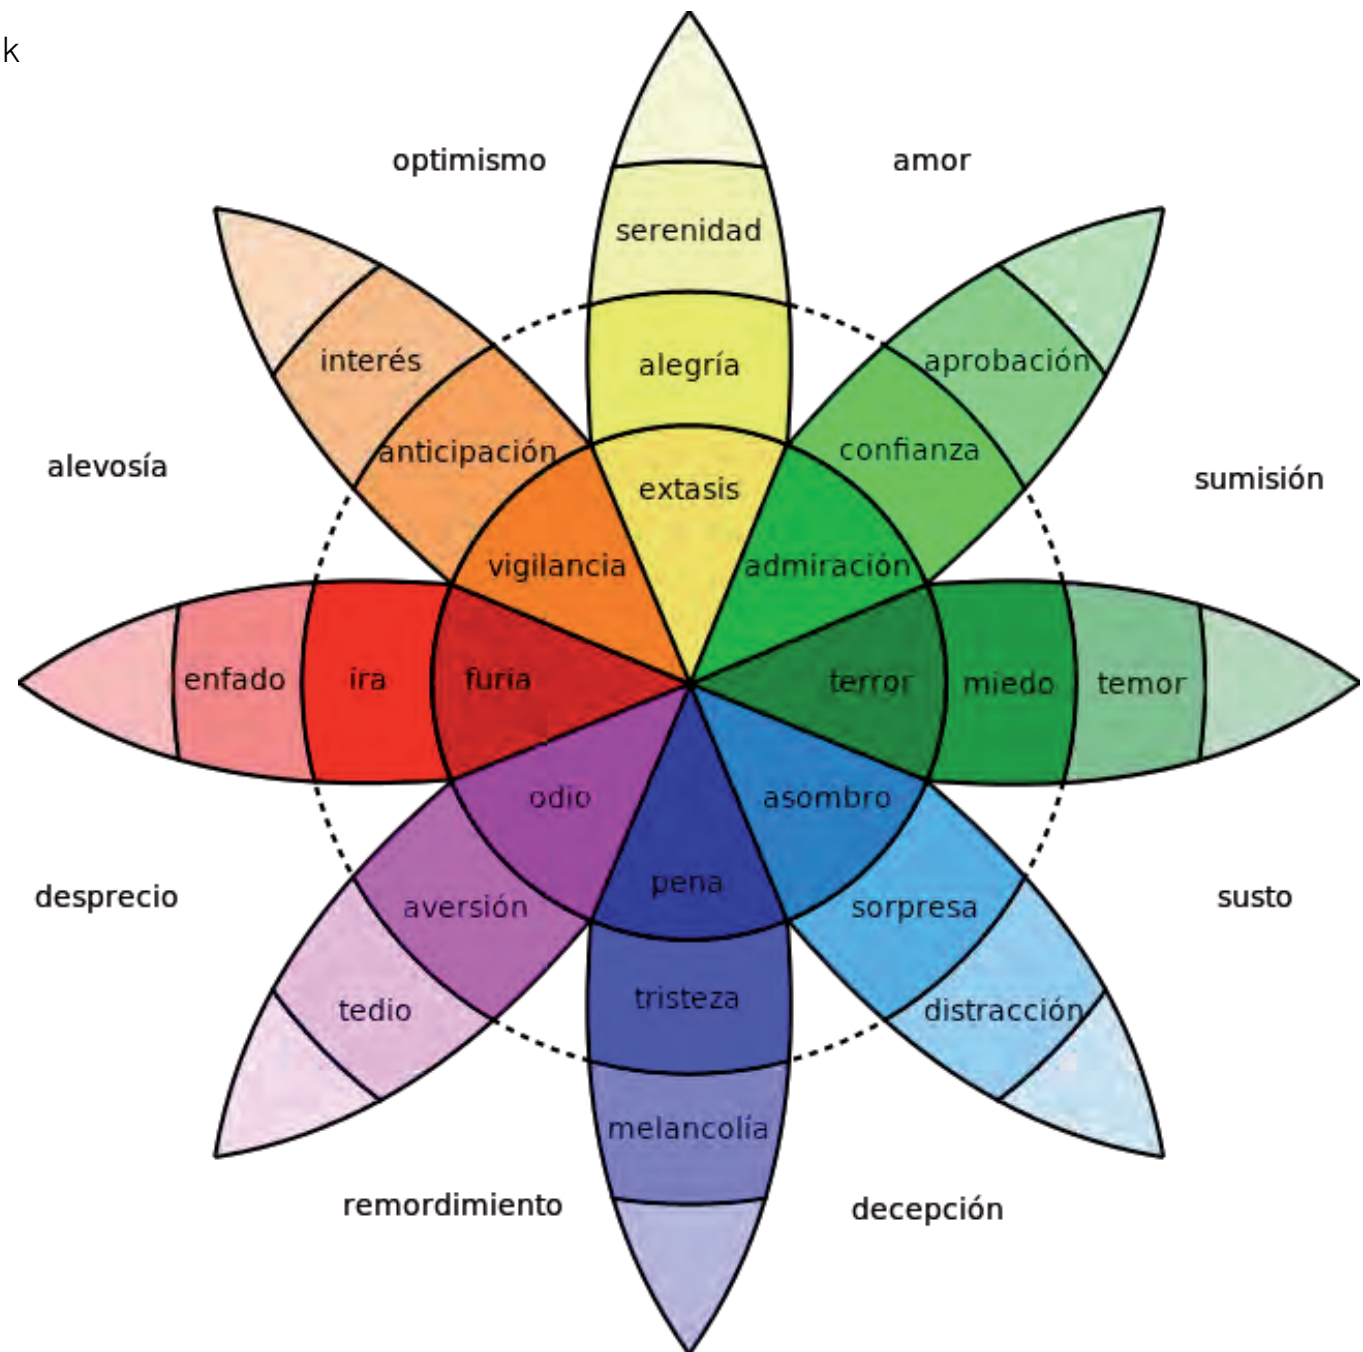 k
optimismo
amor
serenidad
interés
alegría
aprobación
anticipación
confianza
alevosía
extasis
sumisión
vigilancia
admiración
enfado
ira
furia
terror
miedo
temor
odio
asombro
desprecio
aversión
pena
sorpresa
susto
tedio
tristeza
distracción
melancolía
remordimiento
decepción